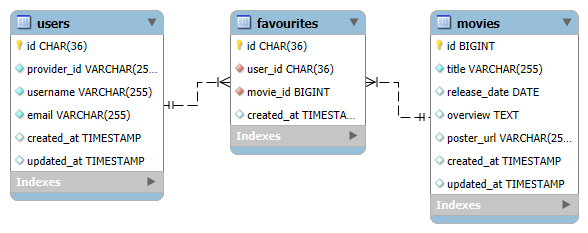 users
id CHAR(36)
provider_id VARCHAR(25...
username VARCHAR(255)
email VARCHAR(255)
created_at TIMESTAMP
updated_at TIMESTAMP
Indexes
favourites
id CHAR(36)
user_id CHAR(36)
movie_id BIGINT
created_at TIMESTA...
Indexes
movies
id BIGINT
title VARCHAR(255)
release_date DATE
overview TEXT
poster_url VARCHAR(25...
created_at TIMESTAMP
updated_at TIMESTAMP
Indexes